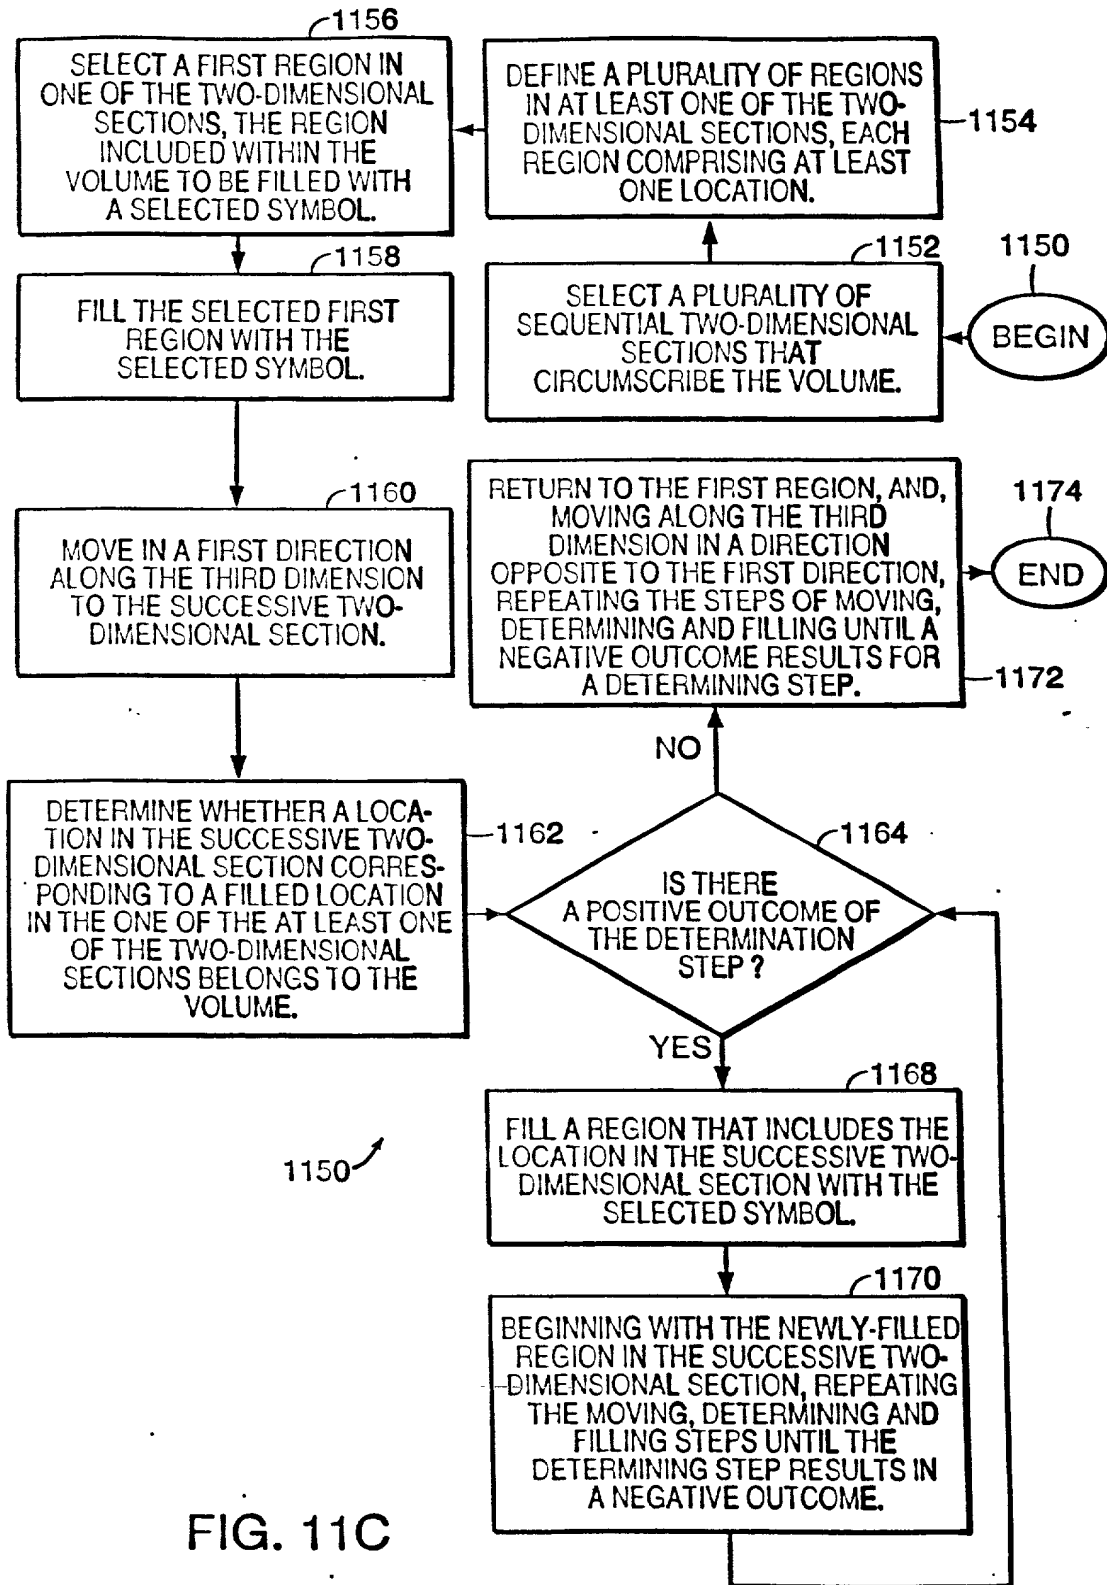 1156
SELECT A FIRST REGION IN
ONE OF THE TWO-DIMENSIONAL
SECTIONS, THE REGION
INCLUDED WITHIN THE
VOLUME TO BE FILLED WITH
A SELECTED SYMBOL.
DEFINE A PLURALITY OF REGIONS
IN AT LEAST ONE OF THE TWO-
DIMENSIONAL SECTIONS, EACH
REGION COMPRISING AT LEAST
ONE LOCATION.
1154
1158
FILL THE SELECTED FIRST
REGION WITH THE
SELECTED SYMBOL.
1152
SELECT A PLURALITY OF
SEQUENTIAL TWO-DIMENSIONAL
SECTIONS THAT
CIRCUMSCRIBE THE VOLUME.
1150
BEGIN
1160
MOVE IN A FIRST DIRECTION
ALONG THE THIRD DIMENSION
TO THE SUCCESSIVE TWO-
DIMENSIONAL SECTION.
RETURN TO THE FIRST REGION, AND,
MOVING ALONG THE THIRD
DIMENSION IN A DIRECTION
OPPOSITE TO THE FIRST DIRECTION,
REPEATING THE STEPS OF MOVING,
DETERMINING AND FILLING UNTIL A
NEGATIVE OUTCOME RESULTS FOR
A DETERMINING STEP.
1172
1174
END
NO
DETERMINE WHETHER A LOCA-
TION IN THE SUCCESSIVE TWO-
DIMENSIONAL SECTION CORRES-
PONDING TO A FILLED LOCATION
IN THE ONE OF THE AT LEAST ONE
OF THE TWO-DIMENSIONAL
SECTIONS BELONGS TO THE
VOLUME.
1162
1164
IS THERE
A POSITIVE OUTCOME OF
THE DETERMINATION
STEP ?
YES
1168
FILL A REGION THAT INCLUDES THE
LOCATION IN THE SUCCESSIVE TWO-
DIMENSIONAL SECTION WITH THE
SELECTED SYMBOL.
1150
1170
BEGINNING WITH THE NEWLY-FILLED
REGION IN THE SUCCESSIVE TWO-
DIMENSIONAL SECTION, REPEATING
THE MOVING, DETERMINING AND
FILLING STEPS UNTIL THE
DETERMINING STEP RESULTS IN
A NEGATIVE OUTCOME.
FIG. 11C